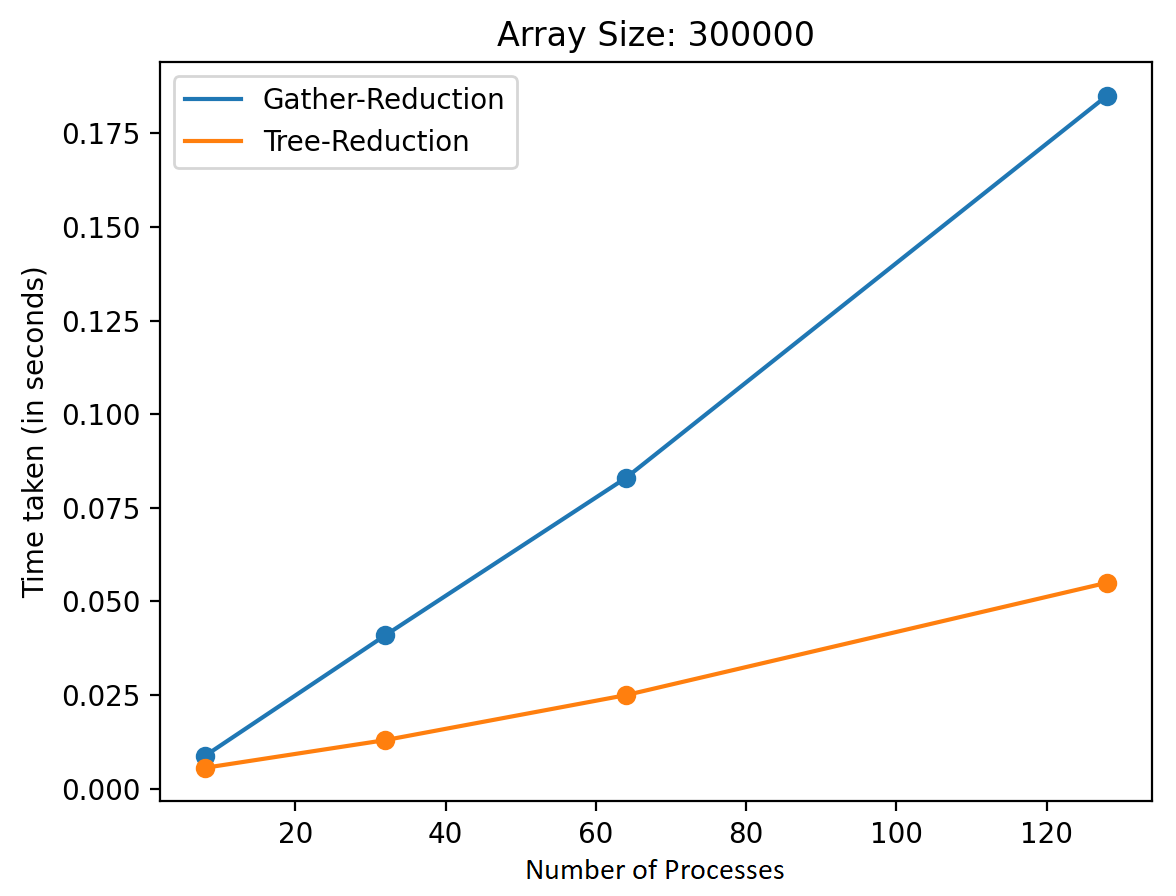 Array Size: 300000
Gather-Reduction
Tree-Reduction
Time taken (in seconds)
0.175
0.150
0.125
0.100
0.075
0.050
0.025
0.000
20 40 60 80 100 120
Number of Processes